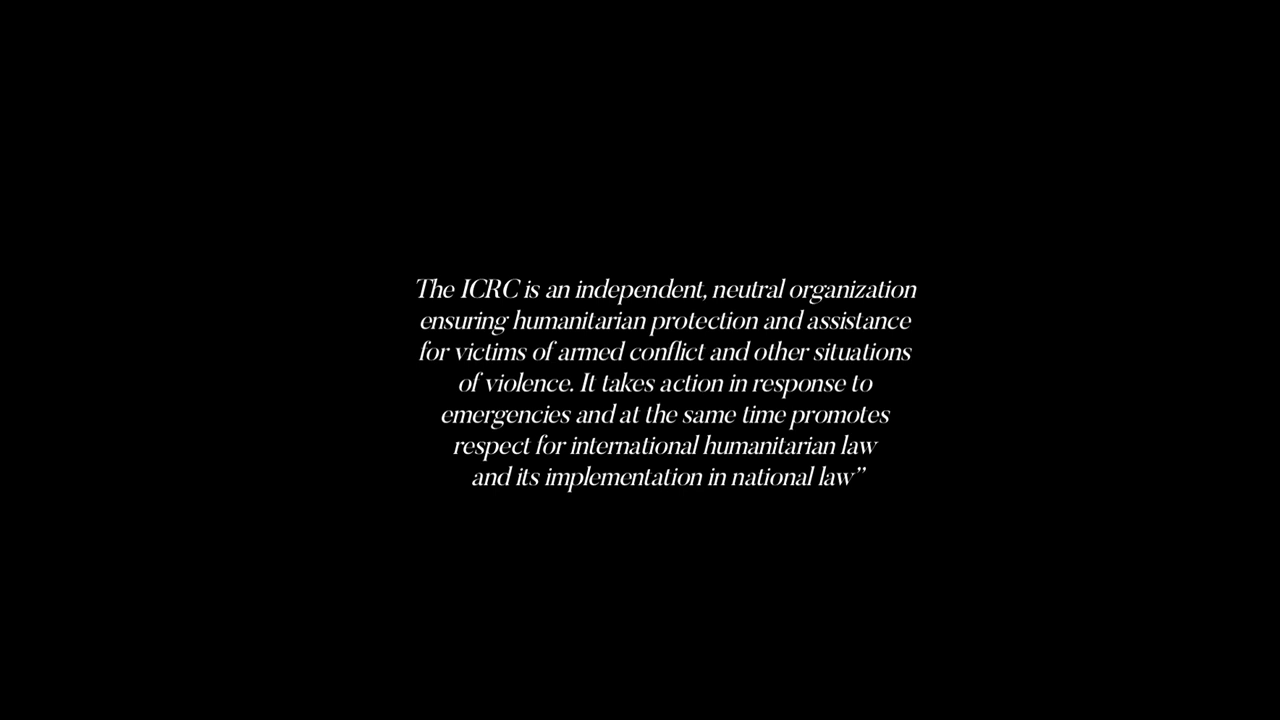 The ICRC is an independent, neutral organization
ensuring humanitarian protection and assistance
for victims of armed conflict and other situations
of violence. It takes action in response to
emergencies and at the same time promotes
respect for international humanitarian law
and its implementation in national law”